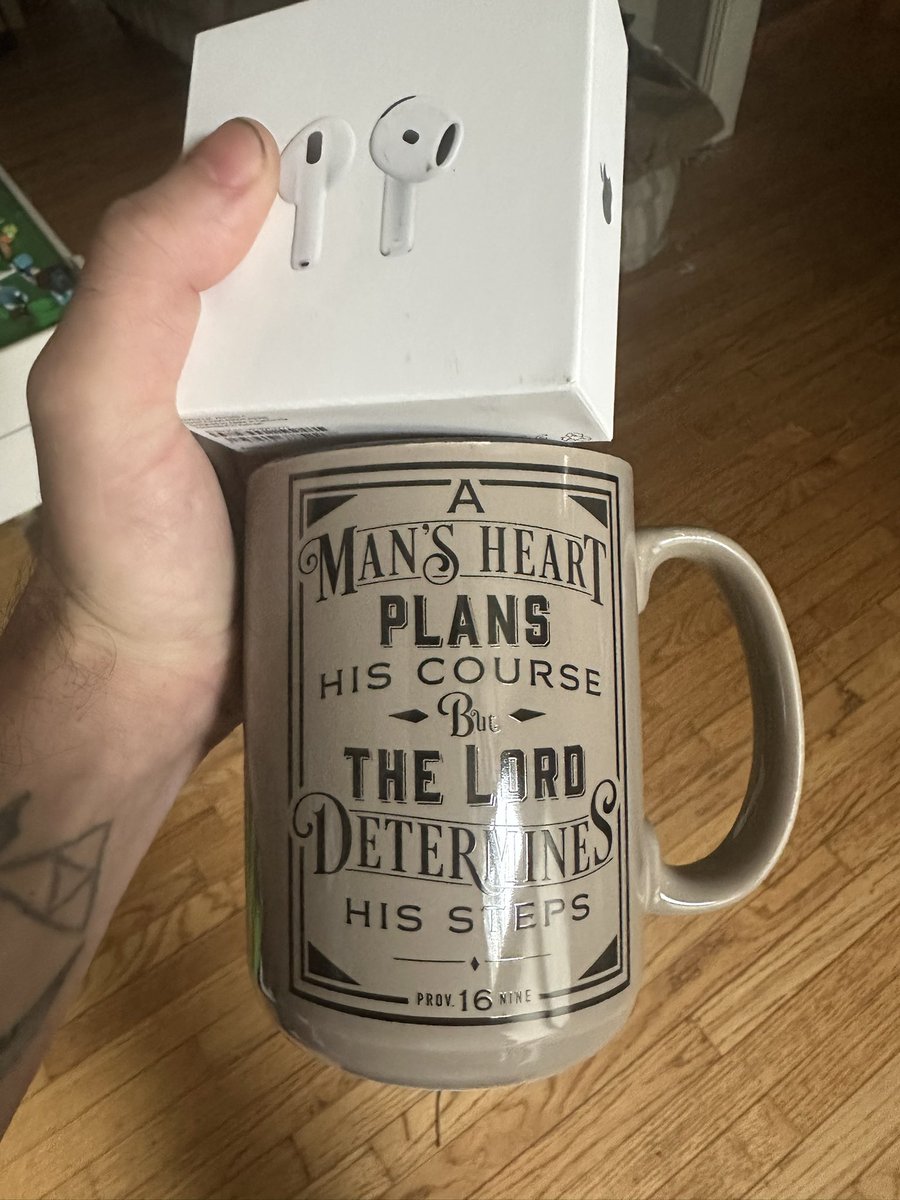 A
MAN'S HEART
PLANS
HIS COURSE
But
THE LORD
DETERMINES
HIS STEPS
PROV. 16 NINE